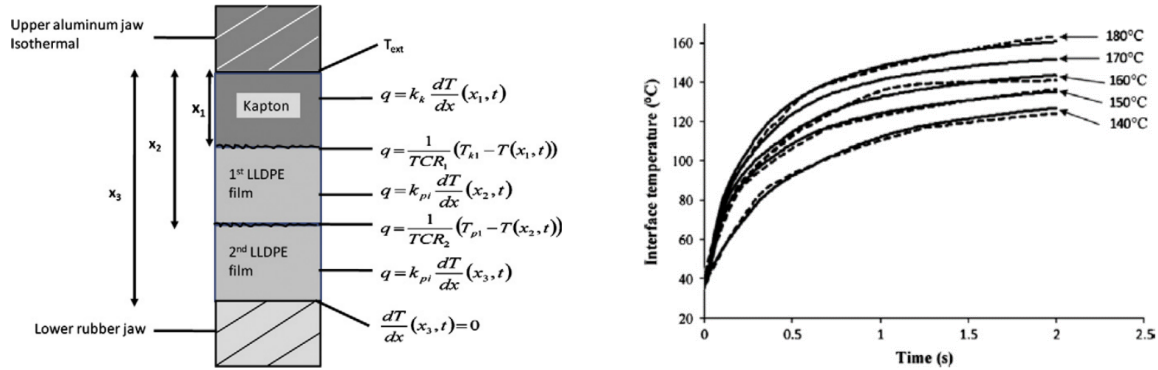 Upper aluminum jaw
Isothermal
T_ext
x_1
x_2
x_3
Kapton
q = k_k dT/dx (x_1, t)
q = 1/TCR_1 (T_k1 − T(x_1, t))
1st LLDPE
film
q = k_pi dT/dx (x_2, t)
q = 1/TCR_2 (T_p1 − T(x_2, t))
2nd LLDPE
film
q = k_pi dT/dx (x_3, t)
Lower rubber jaw
dT/dx (x_3, t) = 0
Interface temperature (°C)
160
140
120
100
80
60
40
20
0
0.5
1
1.5
2
2.5
Time (s)
180°C
170°C
160°C
150°C
140°C